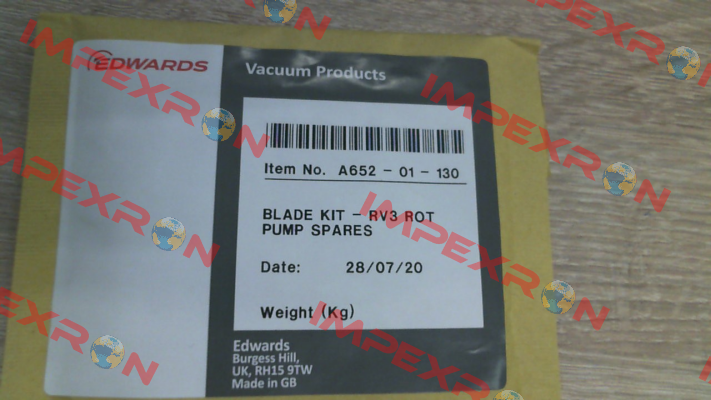 EDWARDS
Vacuum Products
Item No. A652 - 01 - 130
BLADE KIT - RV3 ROT
PUMP SPARES
Date: 28/07/20
Weight (Kg)
Edwards
Burgess Hill,
UK, RH15 9TW
Made in GB
IMPEXRON
IMPEXRON
IMPEXRON
IMPEXRON
IMPEXRON
IMPEXRON
IMPEXRON